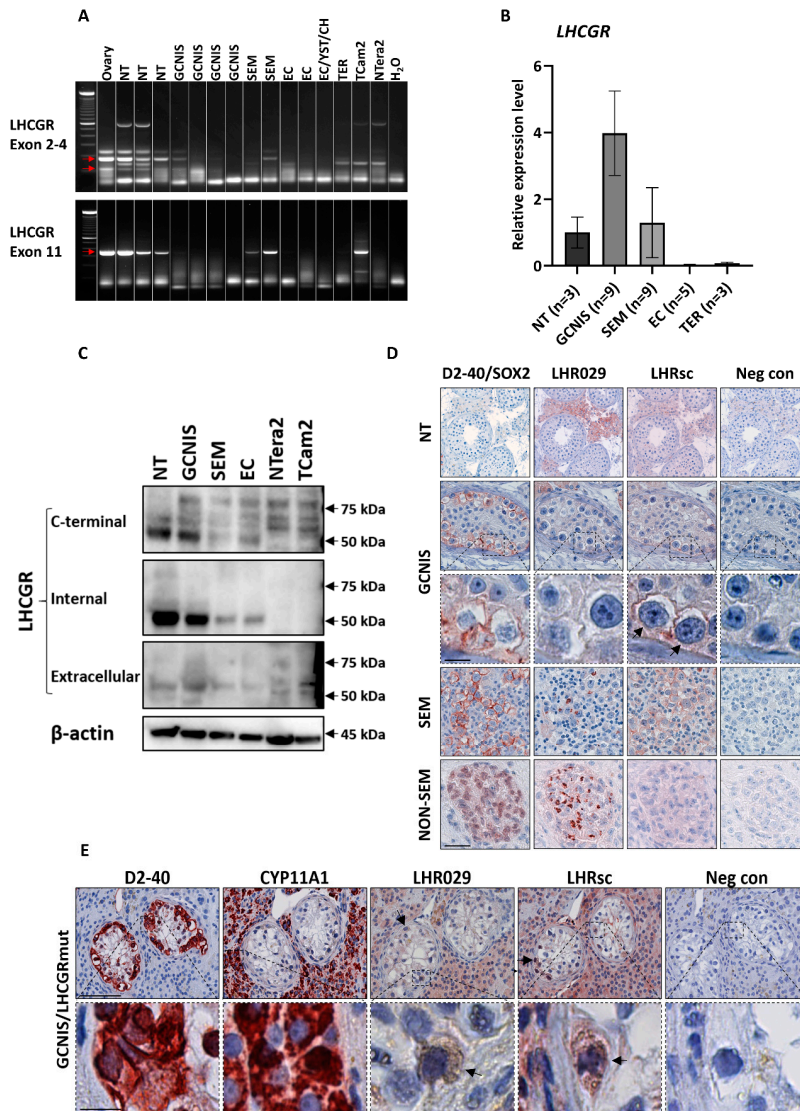 A
Ovary
NT
NT
NT
GCNIS
GCNIS
GCNIS
GCNIS
SEM
SEM
EC
EC
EC/YST/CH
TER
TCam2
NTera2
H₂O
LHCGR
Exon 2-4
LHCGR
Exon 11
B
LHCGR
Relative expression level
6
4
2
0
NT (n=3)
GCNIS (n=9)
SEM (n=9)
EC (n=5)
TER (n=3)
C
NT
GCNIS
SEM
EC
NTera2
TCam2
LHCGR
C-terminal
75 kDa
50 kDa
Internal
75 kDa
50 kDa
Extracellular
75 kDa
50 kDa
β-actin
45 kDa
D
D2-40/SOX2 LHR029 LHRsc Neg con
NT
GCNIS
SEM
NON-SEM
E
D2-40 CYP11A1 LHR029 LHRsc Neg con
GCNIS/LHCGRmut